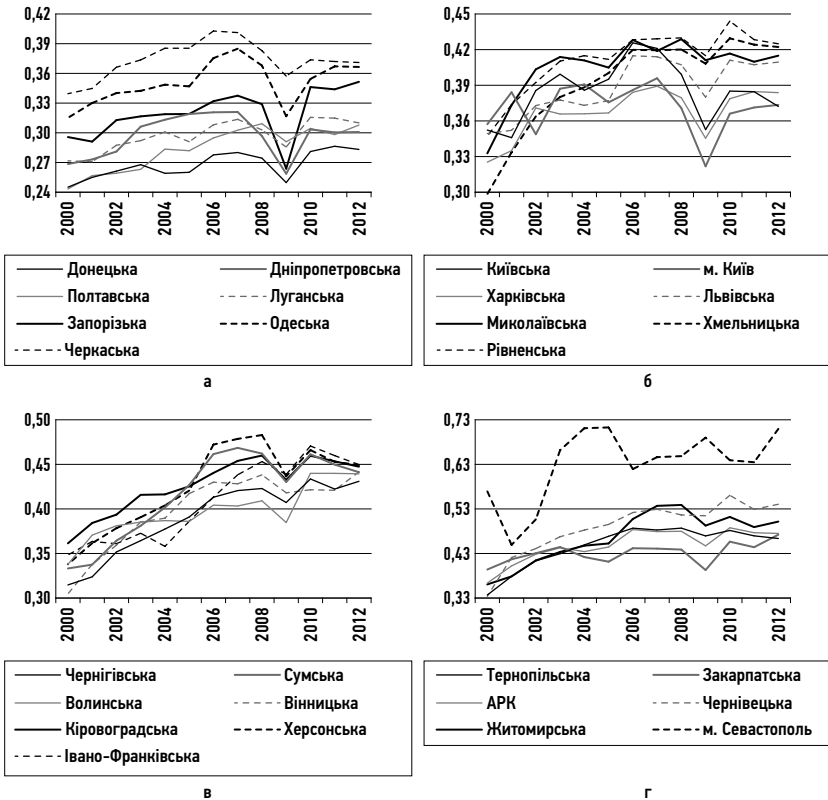 0,42
0,39
0,36
0,33
0,30
0,27
0,24
2000
2002
2004
2006
2008
2010
2012
Донецька
Дніпропетровська
Полтавська
Луганська
Запорізька
Одеська
Черкаська
а
0,45
0,42
0,39
0,36
0,33
0,30
2000
2002
2004
2006
2008
2010
2012
Київська
м. Київ
Харківська
Львівська
Миколаївська
Хмельницька
Рівненська
б
0,50
0,45
0,40
0,35
0,30
2000
2002
2004
2006
2008
2010
2012
Чернігівська
Сумська
Волинська
Вінницька
Кіровоградська
Херсонська
Івано-Франківська
в
0,73
0,63
0,53
0,43
0,33
2000
2002
2004
2006
2008
2010
2012
Тернопільська
Закарпатська
АРК
Чернівецька
Житомирська
м. Севастополь
г